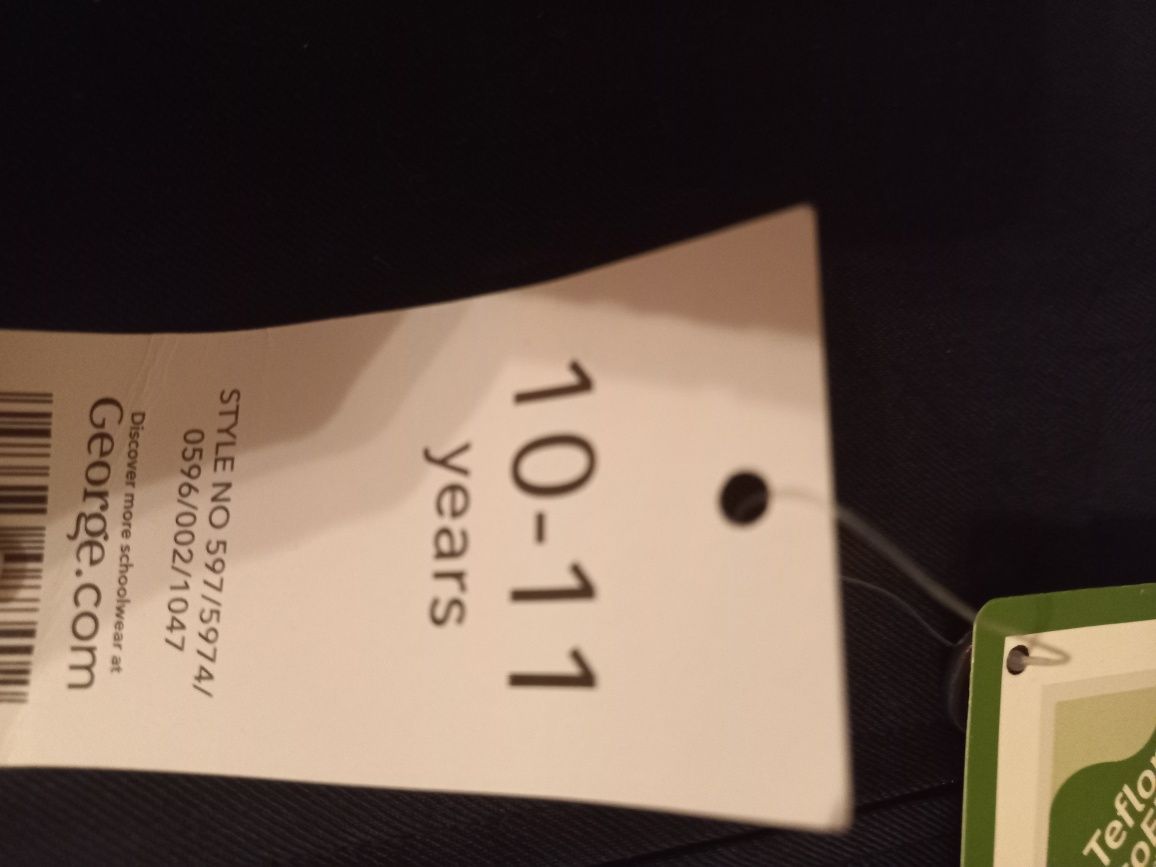 10-11
years
STYLE NO 597/5974/
0596/002/1047
Discover more schoolwear at
George.com